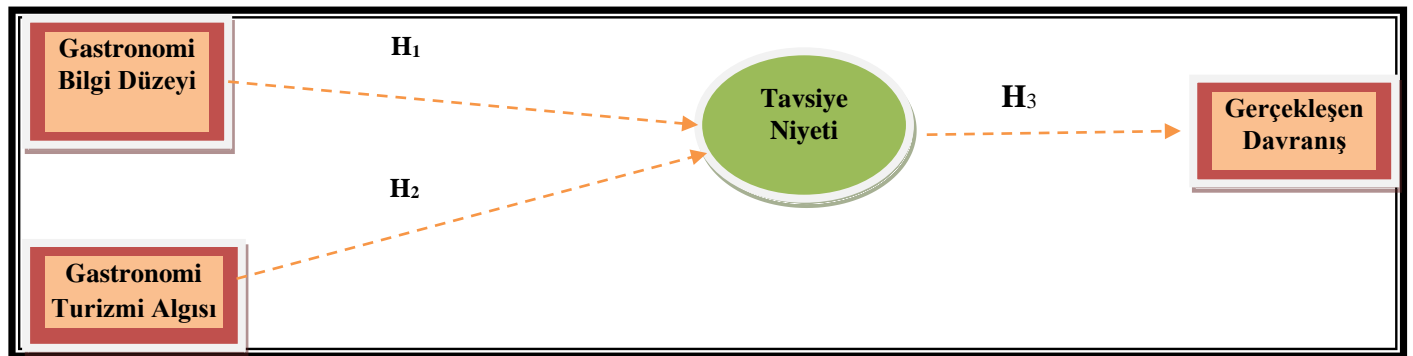 Gastronomi
Bilgi Düzeyi
H₁
Tavsiye
Niyeti
H₃
Gerçekleşen
Davranış
H₂
Gastronomi
Turizmi Algısı